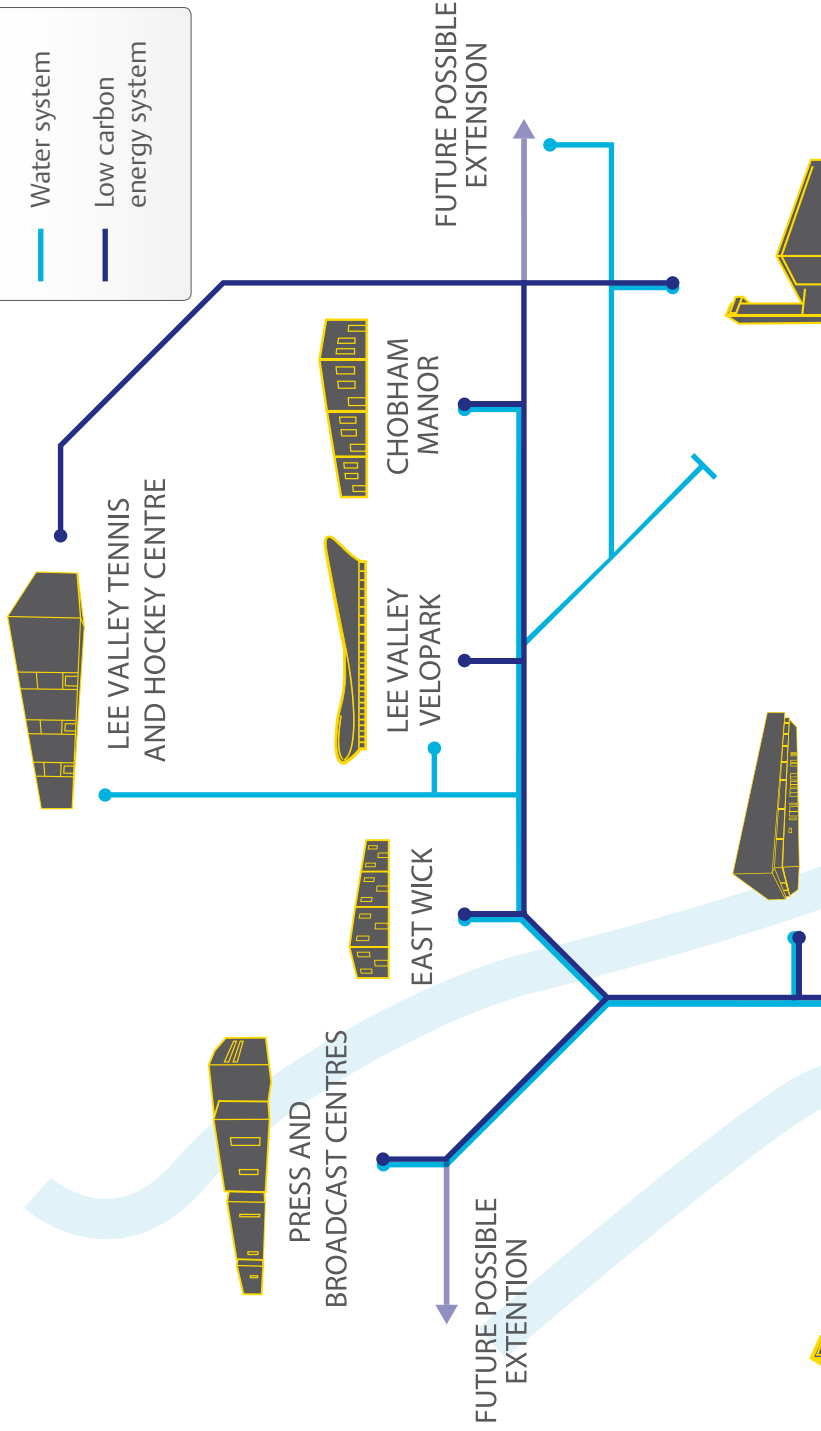 Water system
Low carbon
energy system
FUTURE POSSIBLE
EXTENSION
CHOBHAM
MANOR
LEE VALLEY TENNIS
AND HOCKEY CENTRE
LEE VALLEY
VELOPARK
EAST WICK
PRESS AND
BROADCAST CENTRES
FUTURE POSSIBLE
EXTENTION